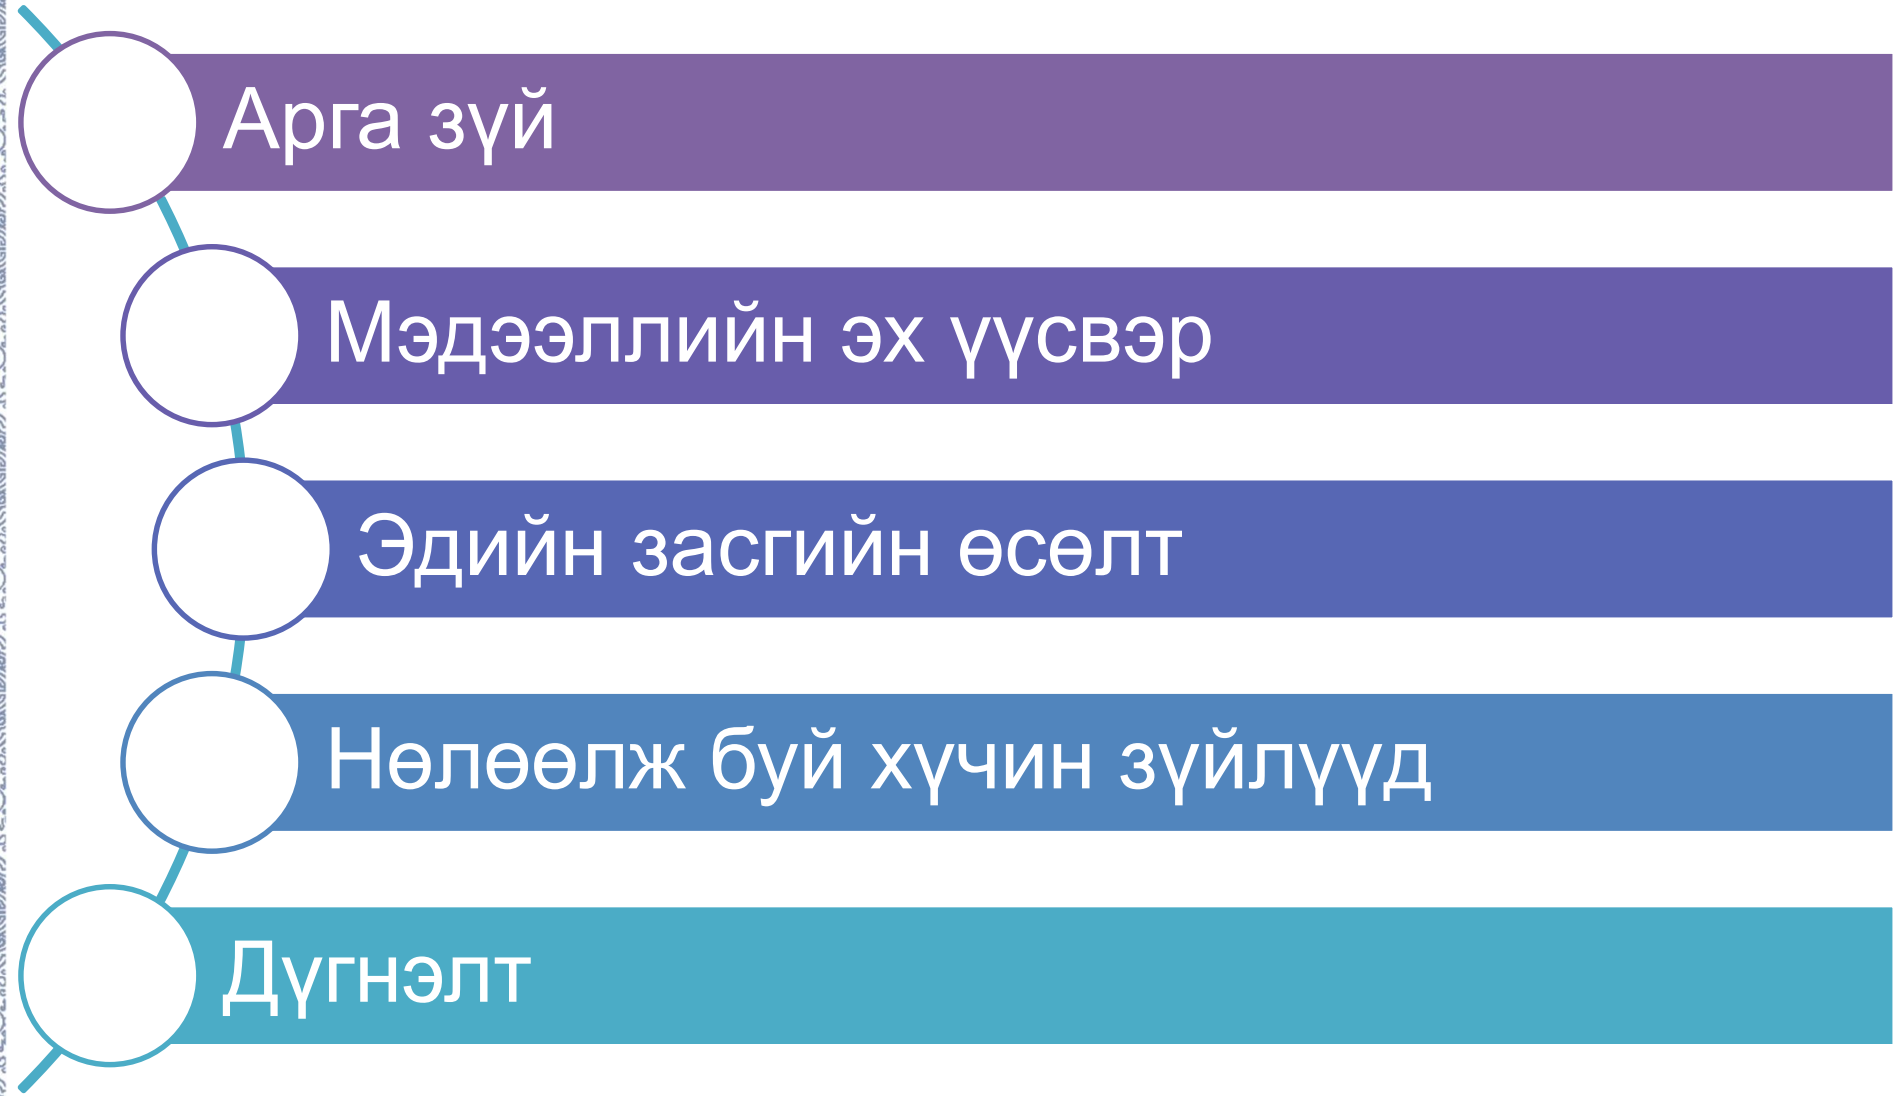 Арга зүй
Мэдээллийн эх үүсвэр
Эдийн засгийн өсөлт
Нөлөөлж буй хүчин зүйлүүд
Дүгнэлт